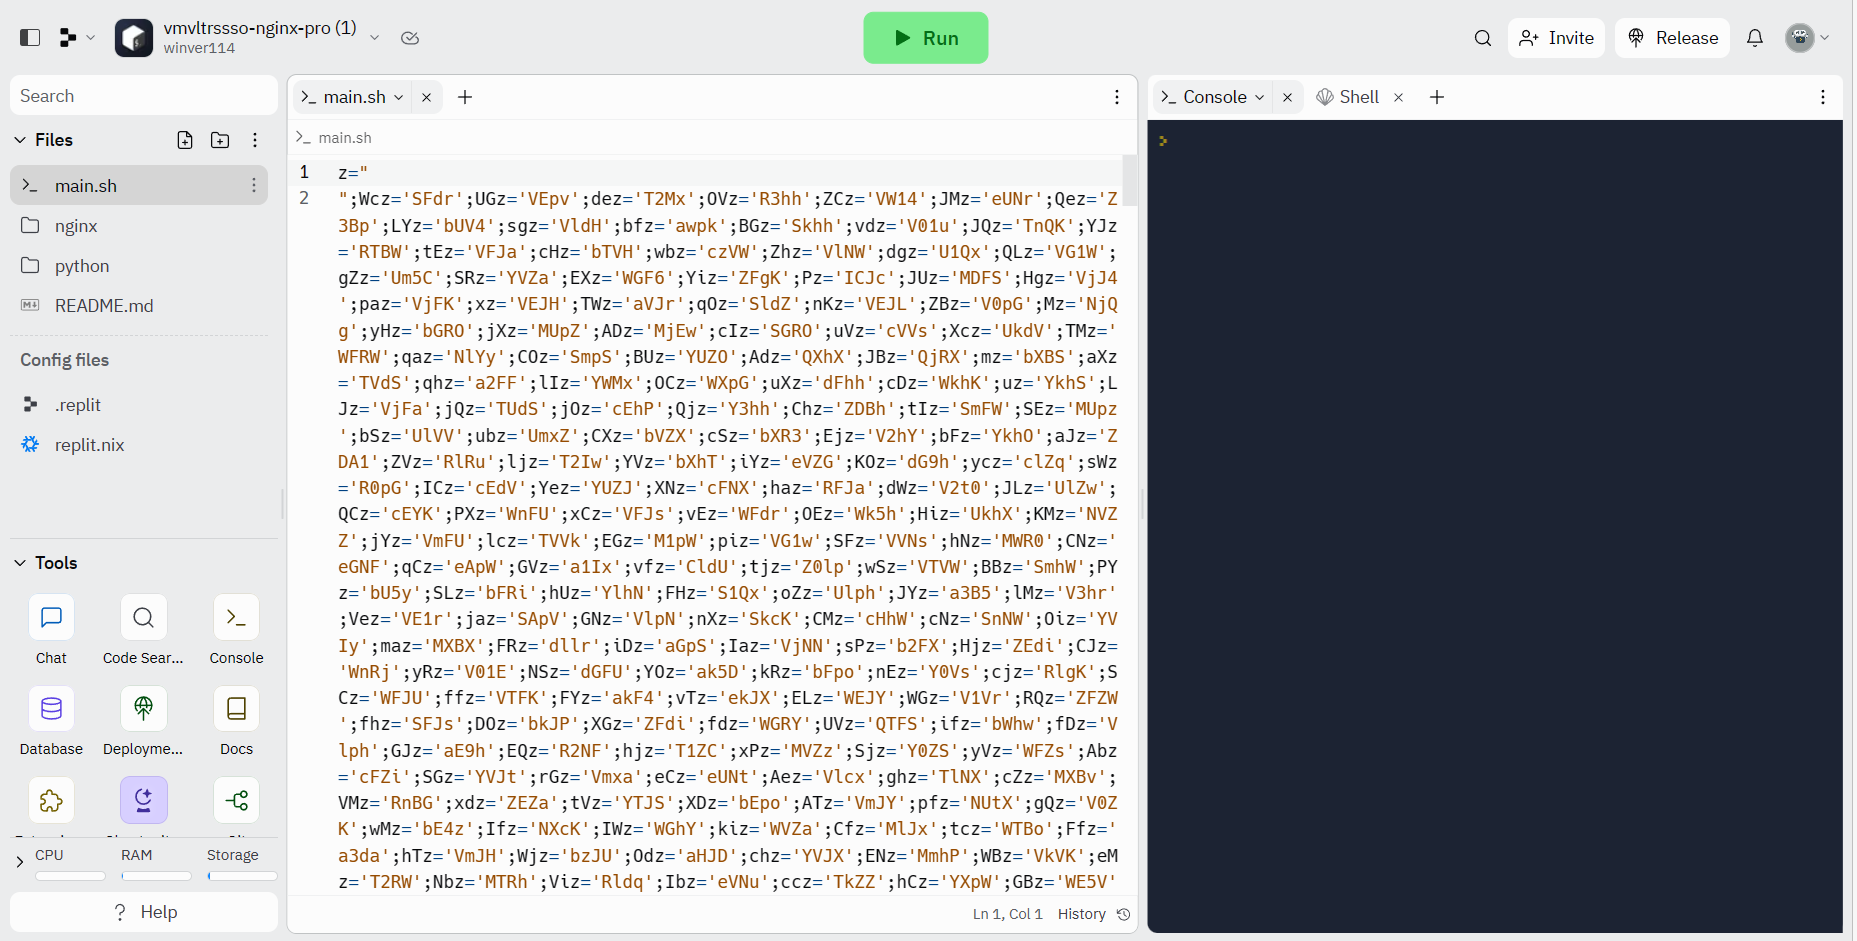 vmvltrssso-nginx-pro (1)
winver114
Run
Invite
Release
Search
Files
main.sh
nginx
python
README.md
Config files
.replit
replit.nix
Tools
Chat
Code Sear...
Console
Database
Deployme...
Docs
CPU
RAM
Storage
Help
main.sh
main.sh
1 z="
2 ";Wcz='SFdr';UGz='VEpv';dez='T2Mx';OVz='R3hh';ZCz='VW14';JMz='eUNr';Qez='Z
3Bp';LYz='bUV4';sgz='VldH';bfz='awpk';BGz='Skhh';vdz='V01u';JQz='TnQK';YJz
='RTBW';tEz='VFJa';cHz='bTVH';wbz='czVW';Zhz='VlNW';dgz='U1Qx';QLz='VG1W';
gZz='Um5C';SRz='YVZa';EXz='WGF6';Yiz='ZFgK';Pz='ICJc';JUz='MDFS';Hgz='VjJ4
';paz='VjFK';xz='VEJH';TWz='aVJr';qOz='SldZ';nKz='VEJL';ZBz='V0pG';Mz='NjQ
g';yHz='bGRO';jXz='MUpZ';ADz='MjEw';cIz='SGRO';uVz='cVVs';Xcz='UkdV';TMz='
WFRW';qaz='NlYy';COz='SmpS';BUz='YUZO';Adz='QXhX';JBz='QjRX';mz='bXBS';aXz
='TVdS';qhz='a2FF';lIz='YWMx';OCz='WXpG';uXz='dFhh';cDz='WkhK';uz='YkhS';L
Jz='VjFa';jQz='TUdS';jOz='cEhP';Qjz='Y3hh';Chz='ZDBh';tIz='SmFW';SEz='MUpz
';bSz='UlVV';ubz='UmxZ';CXz='bVZX';cSz='bXR3';Ejz='V2hY';bFz='YkhO';aJz='Z
DA1';ZVz='RlRu';ljz='T2Iw';YVz='bXhT';iYz='eVZG';KOz='dG9h';ycz='clZq';sWz
='R0pG';ICz='cEdV';Yez='YUZJ';XNz='cFNX';haz='RFJa';dWz='V2t0';JLz='UlZw';
QCz='cEYK';PXz='WnFU';xCz='VFJs';vEz='WFdr';OEz='Wk5h';Hiz='UkhX';KMz='NVZ
Z';jYz='VmFU';lcz='TVVk';EGz='M1pW';piz='VG1w';SFz='VVNs';hNz='MWR0';CNz='
eGNF';qCz='eApW';GVz='a1Ix';vfz='CldU';tjz='Z0lp';wSz='VTVW';BBz='SmhW';PY
z='bU5y';SLz='bFRi';hUz='YlhN';FHz='S1Qx';oZz='Ulph';JYz='a3B5';lMz='V3hr'
;Vez='VE1r';jaz='SApV';GNz='VlpN';nXz='SkcK';CMz='cHhW';cNz='SnNW';Oiz='YV
Iy';maz='MXBX';FRz='dllr';iDz='aGpS';Iaz='VjNN';sPz='b2FX';Hjz='ZEdi';CJz=
'WnRj';yRz='V01E';NSz='dGFU';YOz='ak5D';kRz='bFpo';nEz='Y0Vs';cjz='RlgK';S
Cz='WFJU';ffz='VTFK';FYz='akF4';vTz='ekJX';ELz='WEJY';WGz='V1Vr';RQz='ZFZW
';fhz='SFJs';DOz='bkJP';XGz='ZFdi';fdz='WGRY';UVz='QTFS';ifz='bWhw';fDz='V
lph';GJz='aE9h';EQz='R2NF';hjz='T1ZC';xPz='MVZz';Sjz='Y0ZS';yVz='WFZs';Abz
='cFZi';SGz='YVJt';rGz='Vmxa';eCz='eUNt';Aez='Vlcx';ghz='TlNX';cZz='MXBv';
VMz='RnBG';xdz='ZEZa';tVz='YTJS';XDz='bEpo';ATz='VmJY';pfz='NUtX';gQz='V0Z
K';wMz='bE4z';Ifz='NXcK';IWz='WGhY';kiz='WVZa';Cfz='MlJx';tcz='WTBo';Ffz='
a3da';hTz='VmJH';Wjz='bzJU';Odz='aHJD';chz='YVJX';ENz='MmhP';WBz='VkVK';eM
z='T2RW';Nbz='MTRh';Viz='Rldq';Ibz='eVNu';ccz='TkZZ';hCz='YXpW';GBz='WE5V'
Ln 1, Col 1
History
Console
Shell